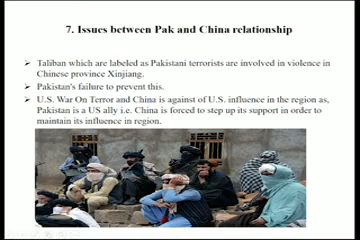 7. Issues between Pak and China relationship
Taliban which are labeled as Pakistani terrorists are involved in violence in
Chinese province Xinjiang.
Pakistan's failure to prevent this.
U.S. War On Terror and China is against of U.S. influence in the region as,
Pakistan is a US ally i.e. China is forced to step up its support in order to
maintain its influence in region.